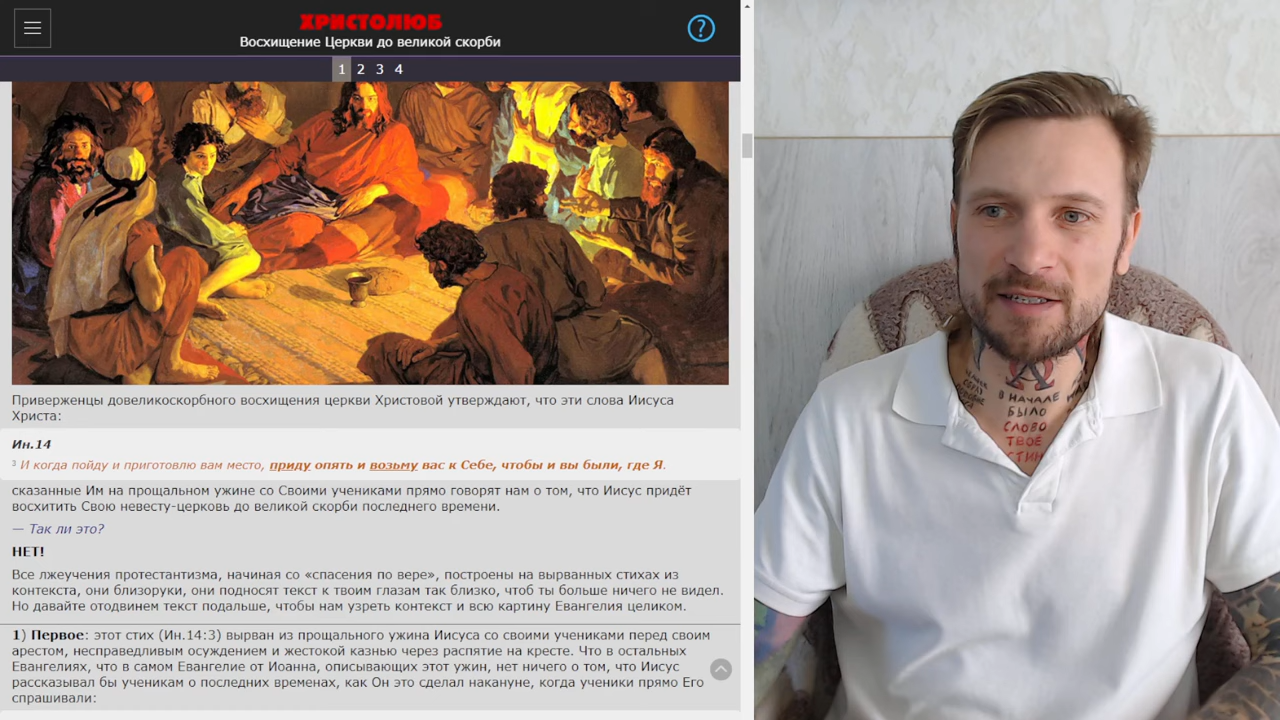 ХРИСТОЛЮБ
Восхищение Церкви до великой скорби
?
1 2 3 4
Приверженцы довеликоскорбного восхищения церкви Христовой утверждают, что эти слова Иисуса
Христа:
Ин.14
3 И когда пойду и приготовлю вам место, приду опять и возьму вас к Себе, чтобы и вы были, где Я.
сказанные Им на прощальном ужине со Своими учениками прямо говорят нам о том, что Иисус придёт
восхитить Свою невесту-церковь до великой скорби последнего времени.
— Так ли это?
НЕТ!
Все лжеучения протестантизма, начиная со «спасения по вере», построены на вырванных стихах из
контекста, они близоруки, они подносят текст к твоим глазам так близко, чтоб ты больше ничего не видел.
Но давайте отодвинем текст подальше, чтобы нам узреть контекст и всю картину Евангелия целиком.
1) Первое: этот стих (Ин.14:3) вырван из прощального ужина Иисуса со своими учениками перед своим
арестом, несправедливым осуждением и жестокой казнью через распятие на кресте. Что в остальных
Евангелиях, что в самом Евангелие от Иоанна, описывающих этот ужин, нет ничего о том, что Иисус
рассказывал бы ученикам о последних временах, как Он это сделал накануне, когда ученики прямо Его
спрашивали:
В НАЧАЛЕ
БЫЛО
СЛОВО
ТВОЁ